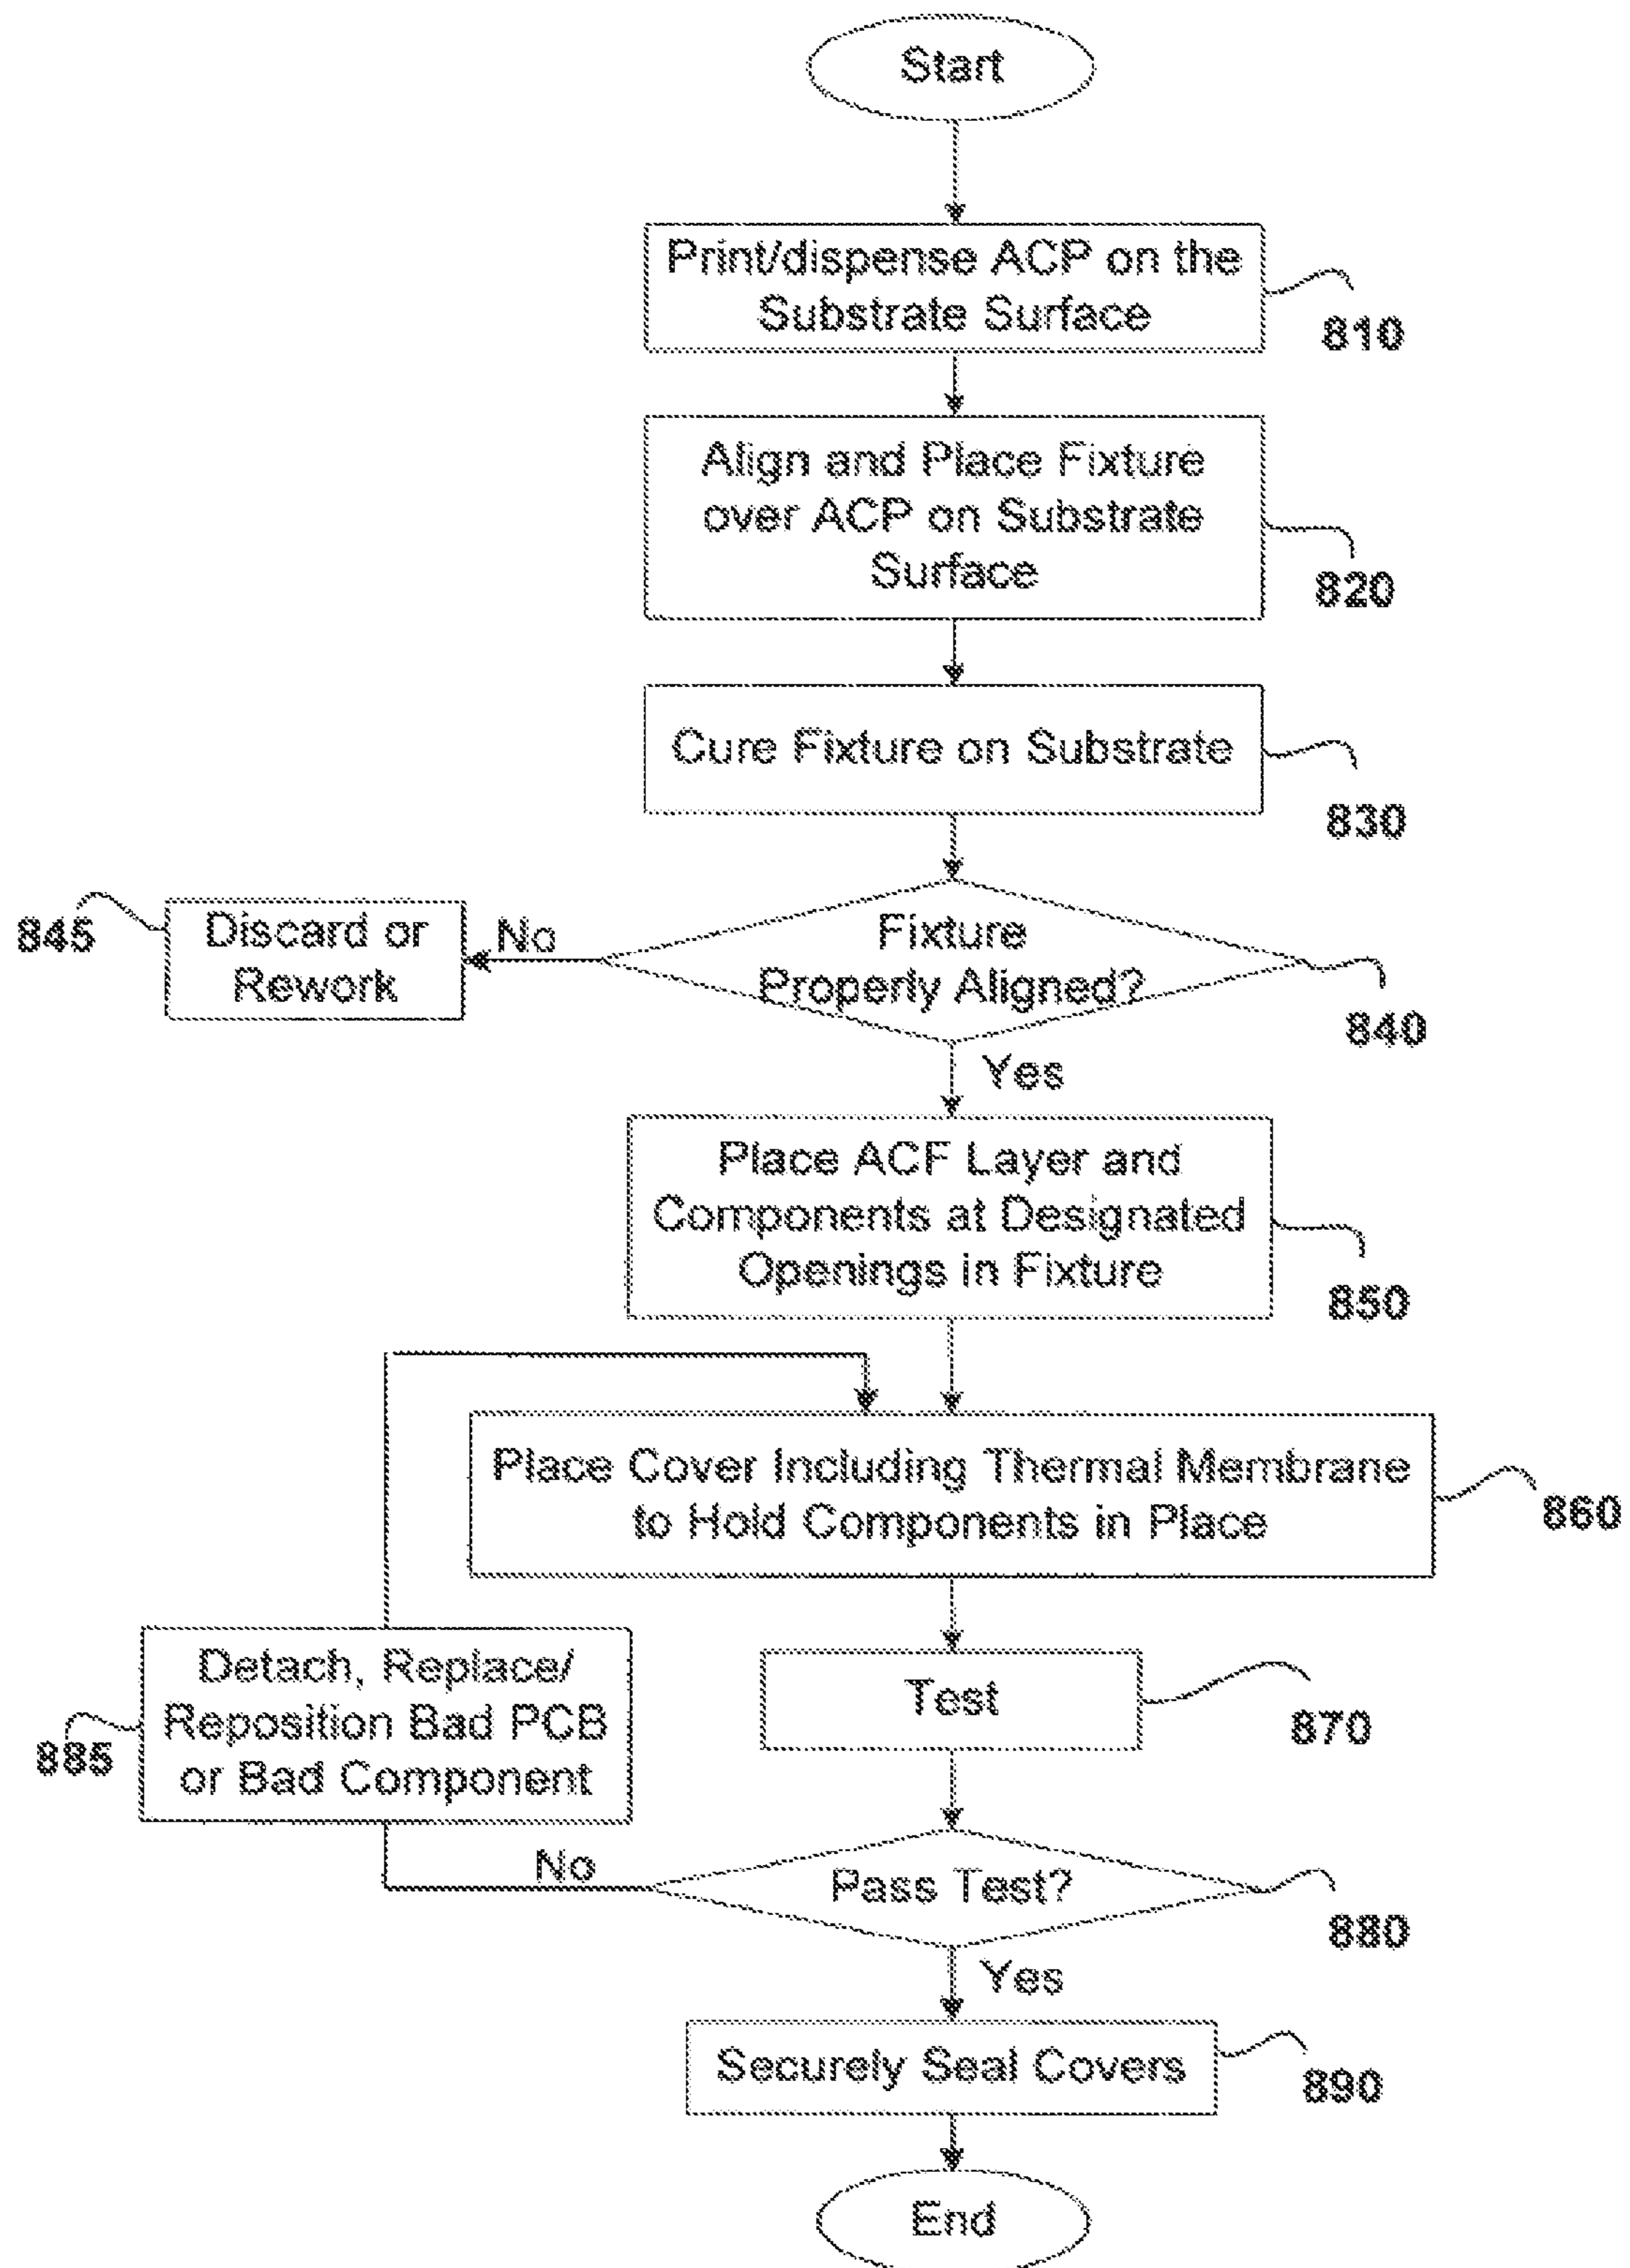 Start
Print/dispense ACP on the
Substrate Surface
810
Align and Place Fixture
over ACP on Substrate
Surface
820
Cure Fixture on Substrate
830
845
Discard or
Rework
No
Fixture
Properly Aligned?
840
Yes
Place ACF Layer and
Components at Designated
Openings in Fixture
850
Place Cover Including Thermal Membrane
to Hold Components in Place
860
Detach, Replace/
Reposition Bad PCB
or Bad Component
885
Test
870
No
Pass Test?
880
Yes
Securely Seal Covers
890
End